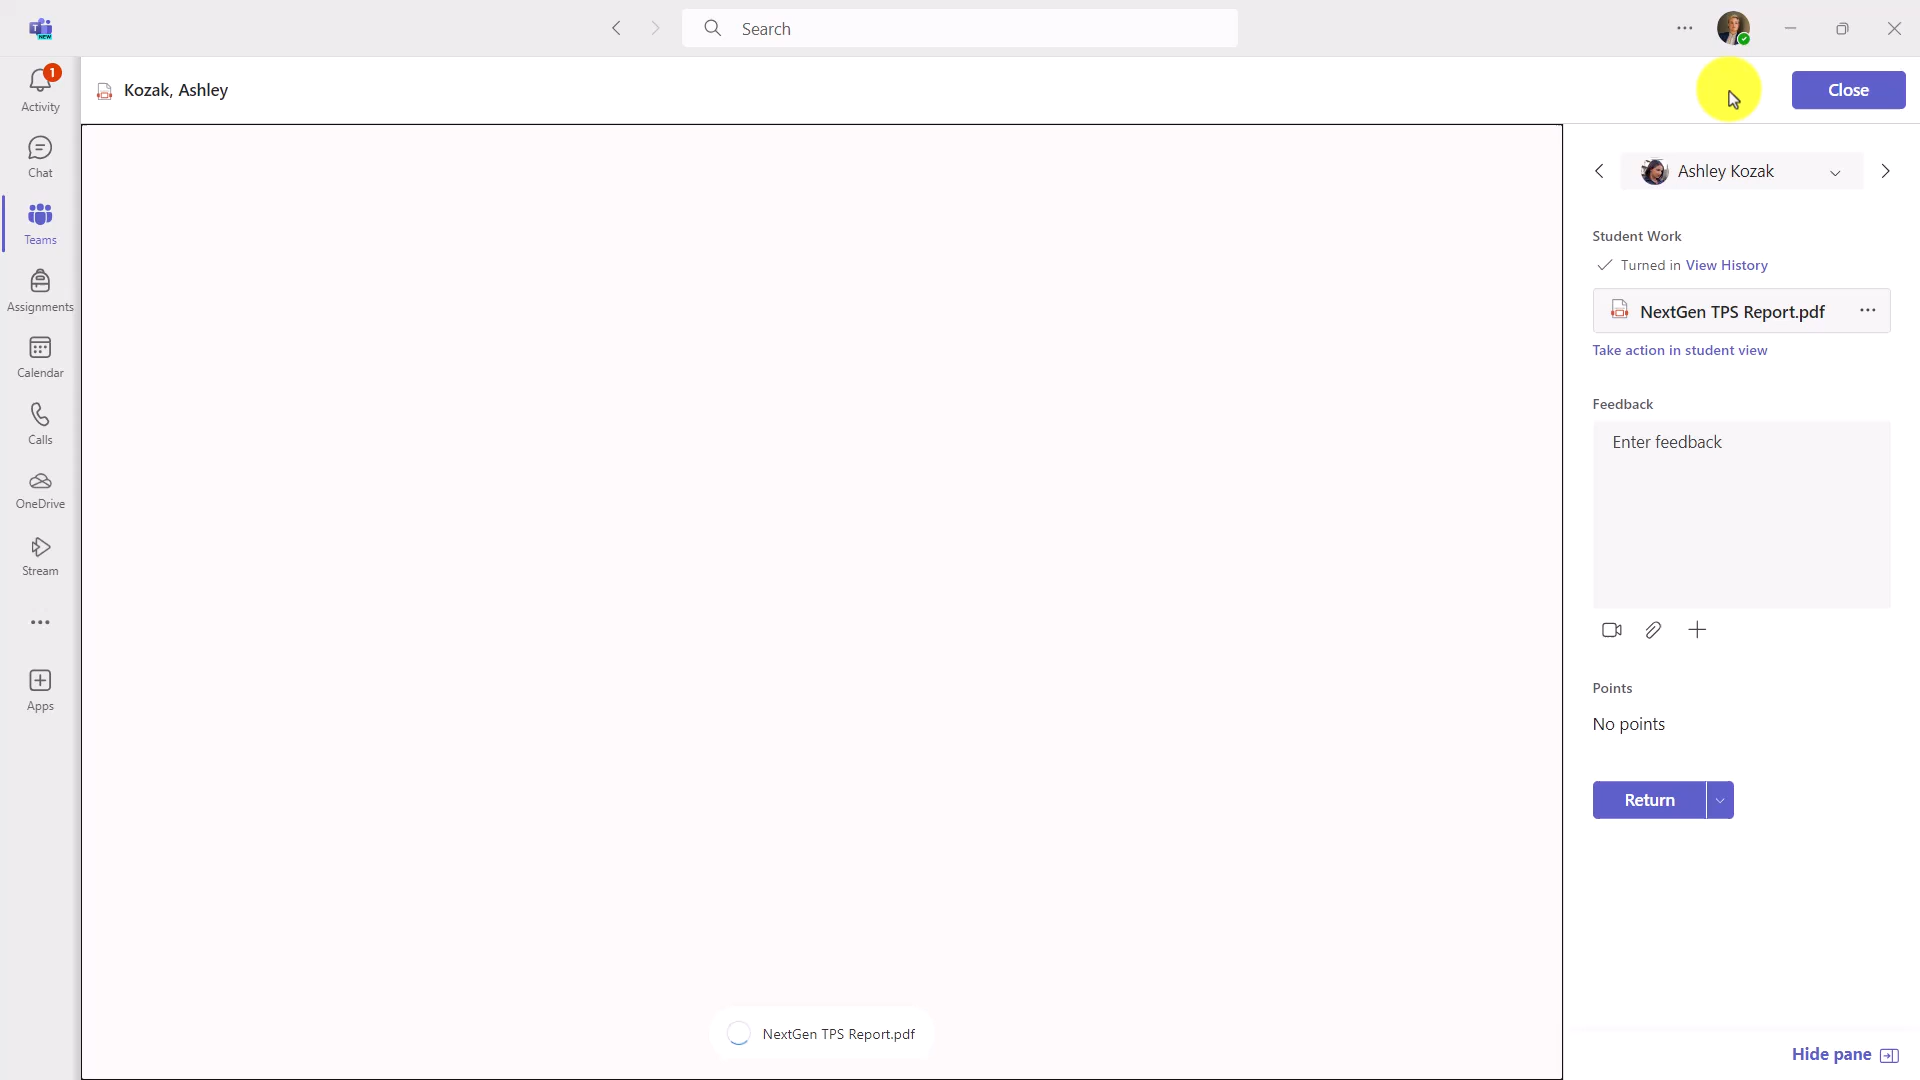 NEW
Search
1
Activity
Chat
Teams
Assignments
Calendar
Calls
OneDrive
Stream
Apps
Kozak, Ashley
Close
NextGen TPS Report.pdf
Ashley Kozak
Student Work
Turned in View History
NextGen TPS Report.pdf
Take action in student view
Feedback
Enter feedback
Points
No points
Return
Hide pane